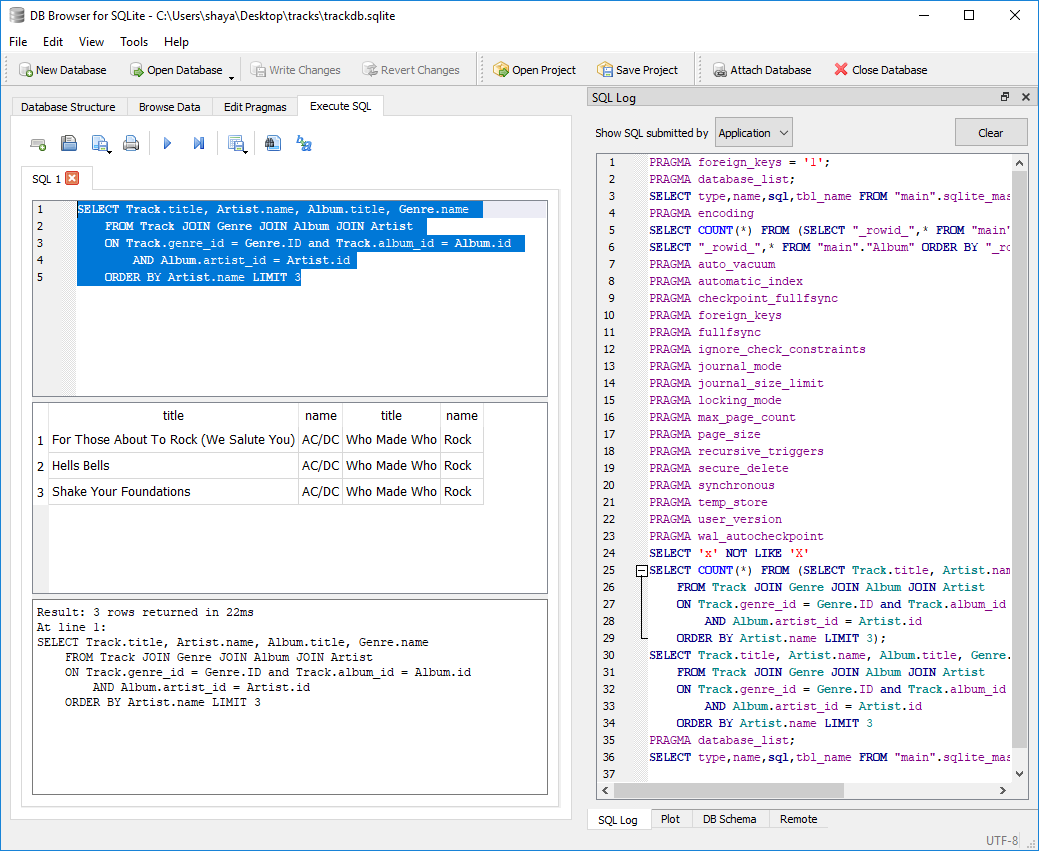 DB Browser for SQLite - C:\Users\shaya\Desktop\tracks\trackdb.sqlite
File Edit View Tools Help
New Database Open Database Write Changes Revert Changes Open Project Save Project Attach Database Close Database
Database Structure Browse Data Edit Pragmas Execute SQL
SQL 1
1 SELECT Track.title, Artist.name, Album.title, Genre.name
2 FROM Track JOIN Genre JOIN Album JOIN Artist
3 ON Track.genre_id = Genre.ID and Track.album_id = Album.id
4 AND Album.artist_id = Artist.id
5 ORDER BY Artist.name LIMIT 3
title name title name
1 For Those About To Rock (We Salute You) AC/DC Who Made Who Rock
2 Hells Bells AC/DC Who Made Who Rock
3 Shake Your Foundations AC/DC Who Made Who Rock
Result: 3 rows returned in 22ms
At line 1:
SELECT Track.title, Artist.name, Album.title, Genre.name
FROM Track JOIN Genre JOIN Album JOIN Artist
ON Track.genre_id = Genre.ID and Track.album_id = Album.id
AND Album.artist_id = Artist.id
ORDER BY Artist.name LIMIT 3
SQL Log
Show SQL submitted by Application Clear
1 PRAGMA foreign_keys = '1';
2 PRAGMA database_list;
3 SELECT type,name,sql,tbl_name FROM "main".sqlite_mas
4 PRAGMA encoding
5 SELECT COUNT(*) FROM (SELECT "_rowid_",* FROM "main"
6 SELECT "_rowid_",* FROM "main"."Album" ORDER BY "_ro
7 PRAGMA auto_vacuum
8 PRAGMA automatic_index
9 PRAGMA checkpoint_fullfsync
10 PRAGMA foreign_keys
11 PRAGMA fullfsync
12 PRAGMA ignore_check_constraints
13 PRAGMA journal_mode
14 PRAGMA journal_size_limit
15 PRAGMA locking_mode
16 PRAGMA max_page_count
17 PRAGMA page_size
18 PRAGMA recursive_triggers
19 PRAGMA secure_delete
20 PRAGMA synchronous
21 PRAGMA temp_store
22 PRAGMA user_version
23 PRAGMA wal_autocheckpoint
24 SELECT 'x' NOT LIKE 'X'
25 SELECT COUNT(*) FROM (SELECT Track.title, Artist.nam
26 FROM Track JOIN Genre JOIN Album JOIN Artist
27 ON Track.genre_id = Genre.ID and Track.album_id
28 AND Album.artist_id = Artist.id
29 ORDER BY Artist.name LIMIT 3);
30 SELECT Track.title, Artist.name, Album.title, Genre.
31 FROM Track JOIN Genre JOIN Album JOIN Artist
32 ON Track.genre_id = Genre.ID and Track.album_id
33 AND Album.artist_id = Artist.id
34 ORDER BY Artist.name LIMIT 3
35 PRAGMA database_list;
36 SELECT type,name,sql,tbl_name FROM "main".sqlite_mas
37
SQL Log Plot DB Schema Remote
UTF-8